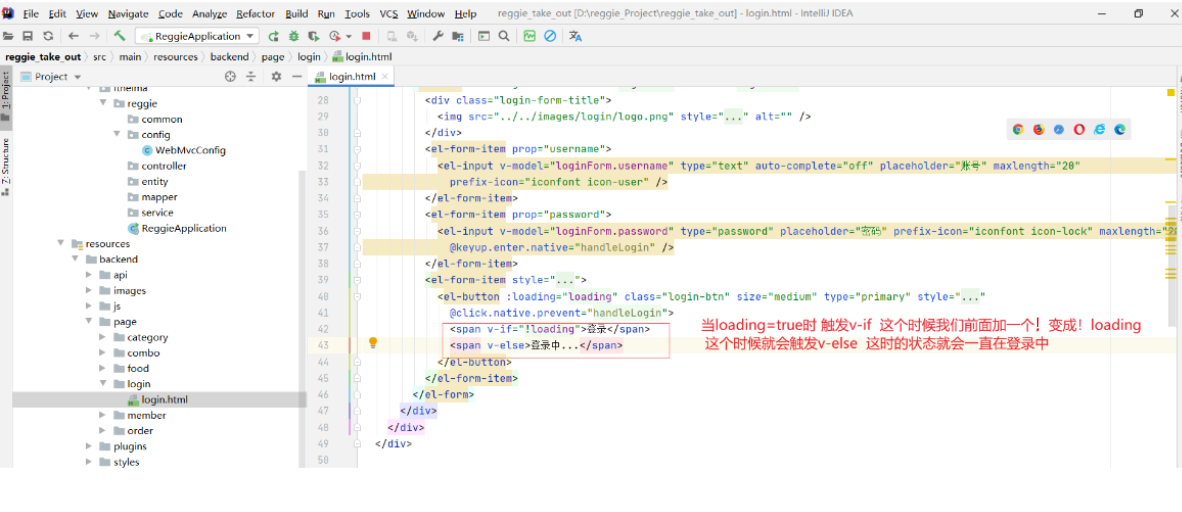 File Edit View Navigate Code Analyze Refactor Build Run Tools VCS Window Help reggie_take_out [D:\reggie_Project\reggie_take_out] - login.html - IntelliJ IDEA
ReggieApplication
reggie_take_out src main resources backend page login login.html
Project
login.html
1: Project
Z: Structure
itheima
reggie
common
config
WebMvcConfig
controller
entity
mapper
service
ReggieApplication
resources
backend
api
images
js
page
category
combo
food
login
login.html
member
order
plugins
styles
28 <div class="login-form-title">
29 <img src="../../images/login/logo.png" style="..." alt="" />
30 </div>
31 <el-form-item prop="username">
32 <el-input v-model="loginForm.username" type="text" auto-complete="off" placeholder="账号" maxlength="20"
33 prefix-icon="iconfont icon-user" />
34 </el-form-item>
35 <el-form-item prop="password">
36 <el-input v-model="loginForm.password" type="password" placeholder="密码" prefix-icon="iconfont icon-lock" maxlength="20
37 @keyup.enter.native="handleLogin" />
38 </el-form-item>
39 <el-form-item style="...">
40 <el-button :loading="loading" class="login-btn" size="medium" type="primary" style="..."
41 @click.native.prevent="handleLogin">
42 <span v-if="!loading">登录</span>
43 <span v-else>登录中...</span>
44 </el-button>
45 </el-form-item>
46 </el-form>
47 </div>
48 </div>
49 </div>
50
当loading=true时 触发v-if 这个时候我们前面加一个! 变成! loading
这个时候就会触发v-else 这时的状态就会一直在登录中